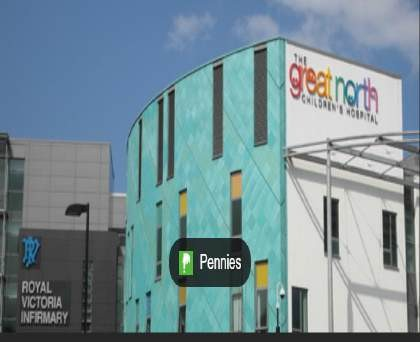 THE
great north
CHILDREN'S HOSPITAL
Pennies
ROYAL
VICTORIA
INFIRMARY